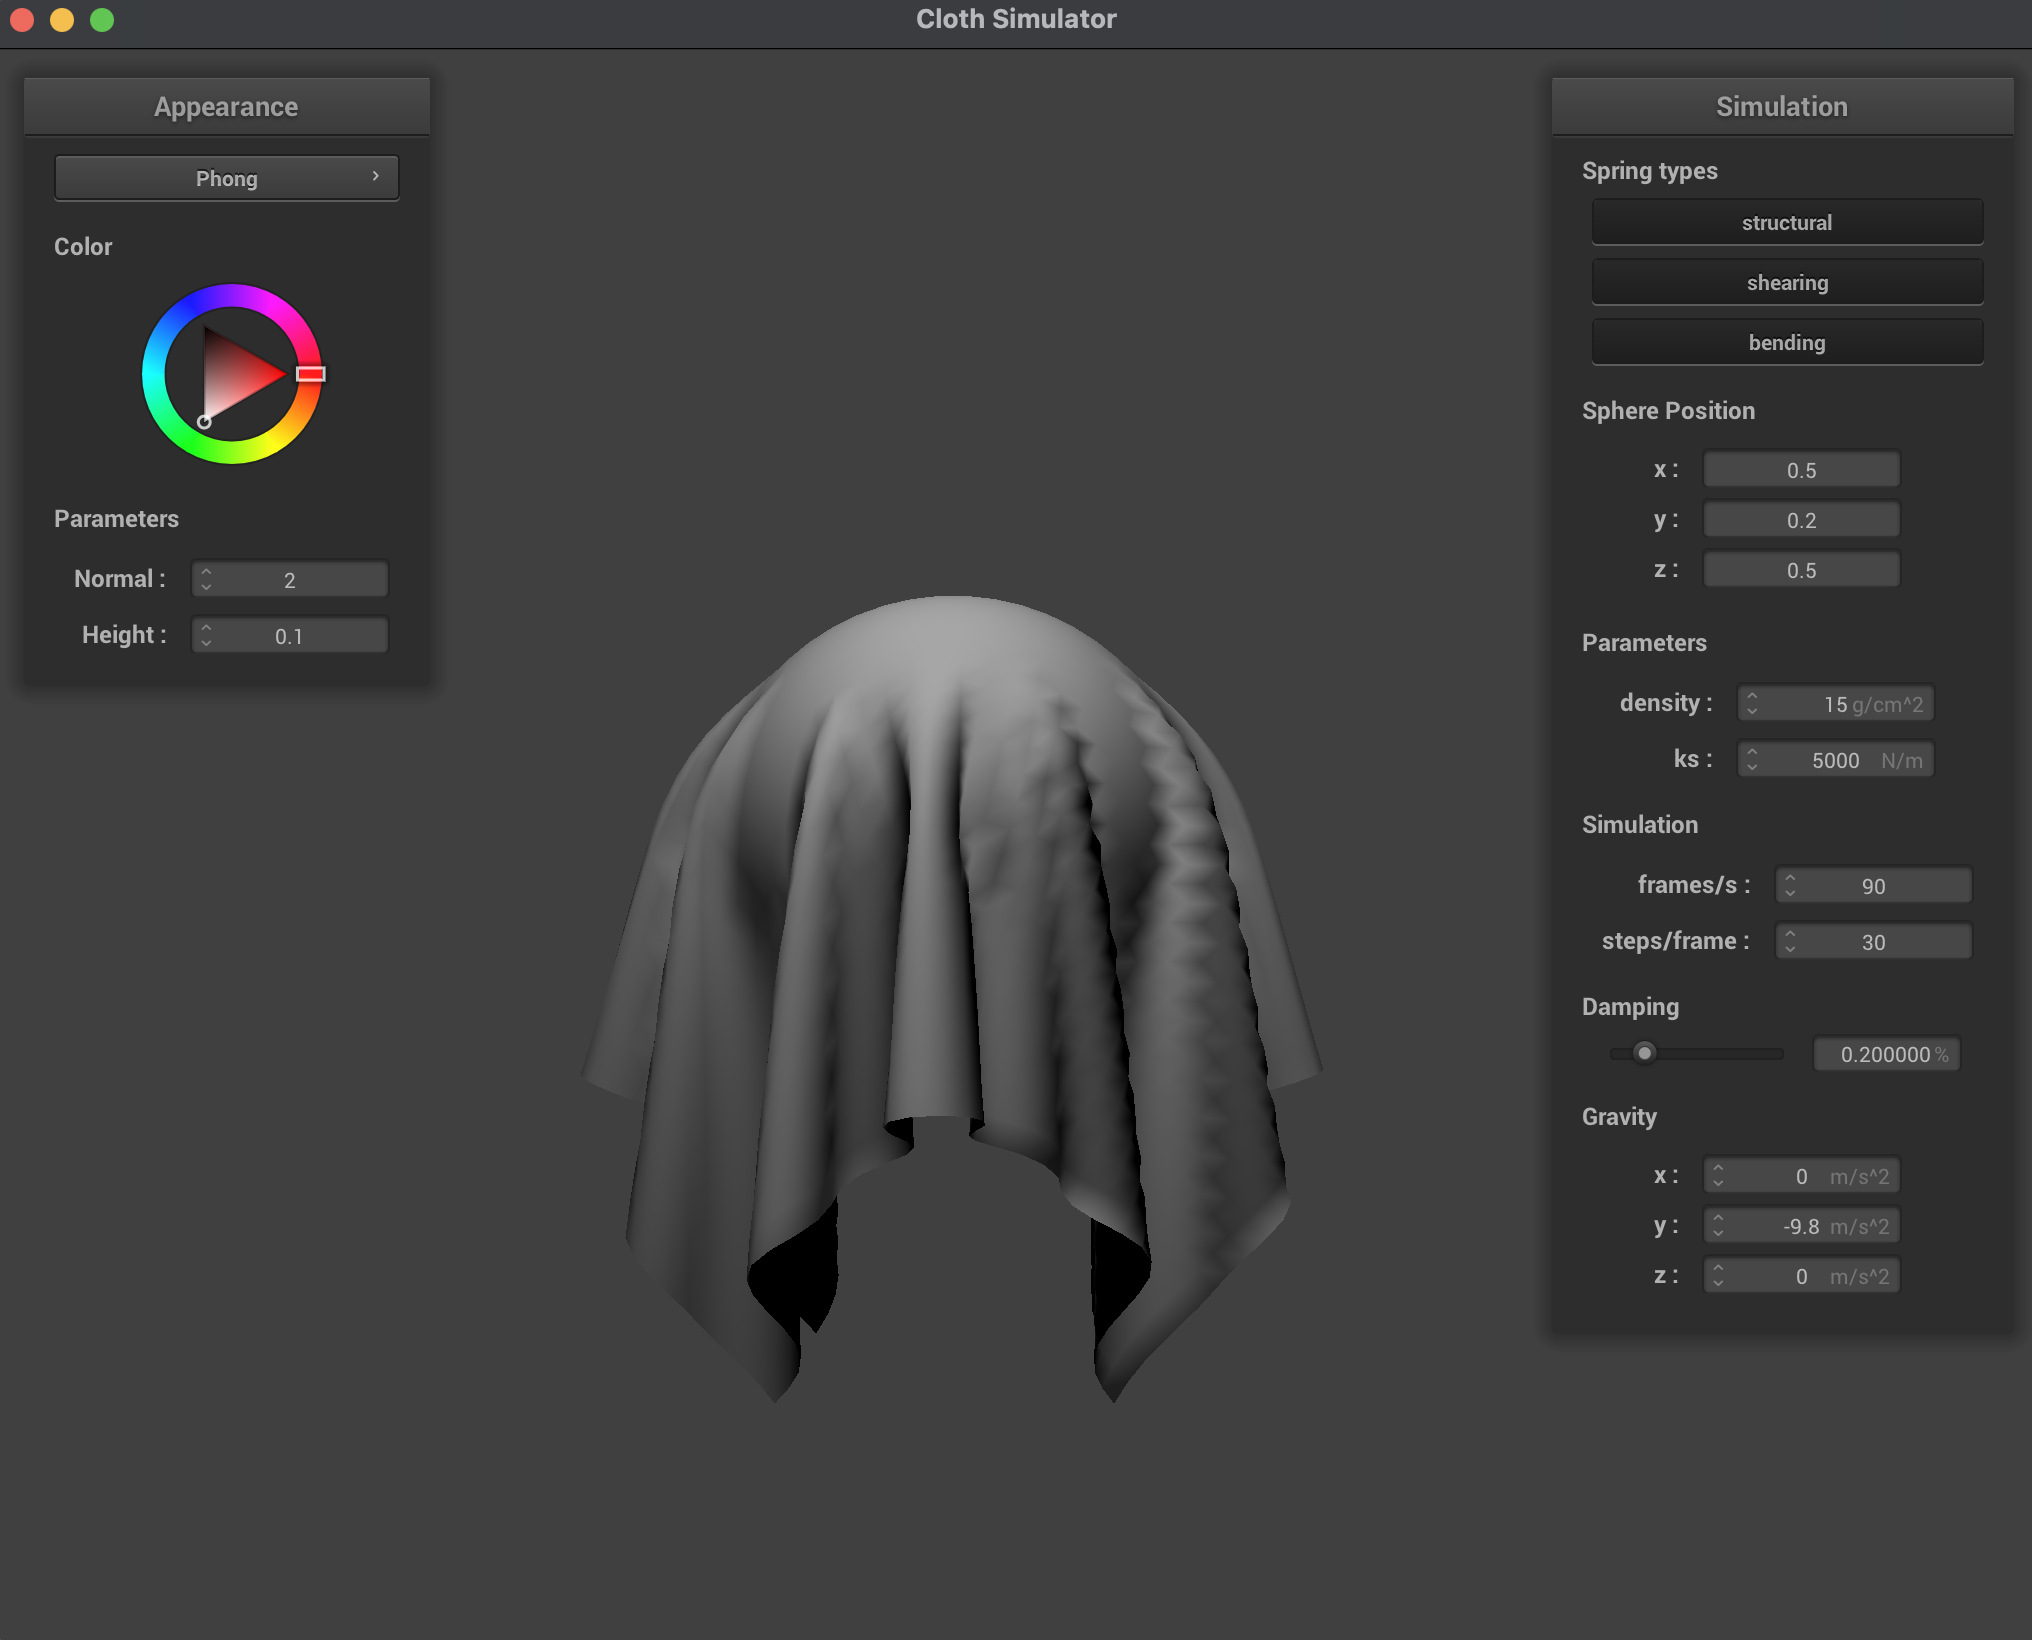 Cloth Simulator
Appearance
Phong
Color
Parameters
Normal : 2
Height : 0.1
Simulation
Spring types
structural
shearing
bending
Sphere Position
x : 0.5
y : 0.2
z : 0.5
Parameters
density : 15 g/cm^2
ks : 5000 N/m
Simulation
frames/s : 90
steps/frame : 30
Damping
0.200000 %
Gravity
x : 0 m/s^2
y : -9.8 m/s^2
z : 0 m/s^2